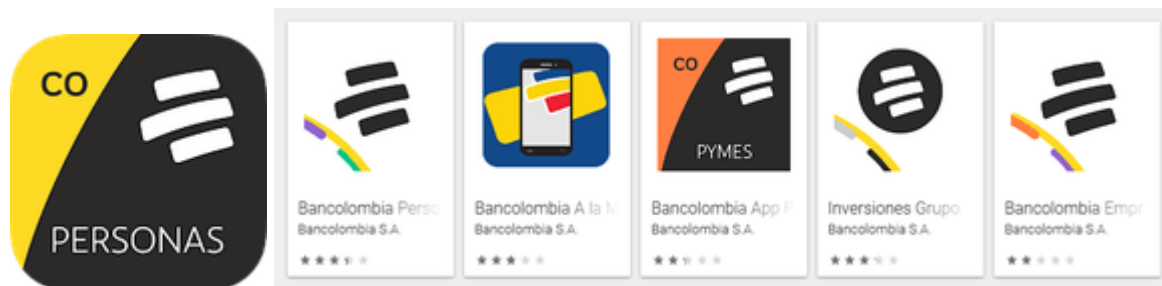 CO
PERSONAS
Bancolombia Perso
Bancolombia S.A.
Bancolombia A la M
Bancolombia S.A.
CO
PYMES
Bancolombia App P
Bancolombia S.A.
Inversiones Grupo
Bancolombia S.A.
Bancolombia Empr
Bancolombia S.A.